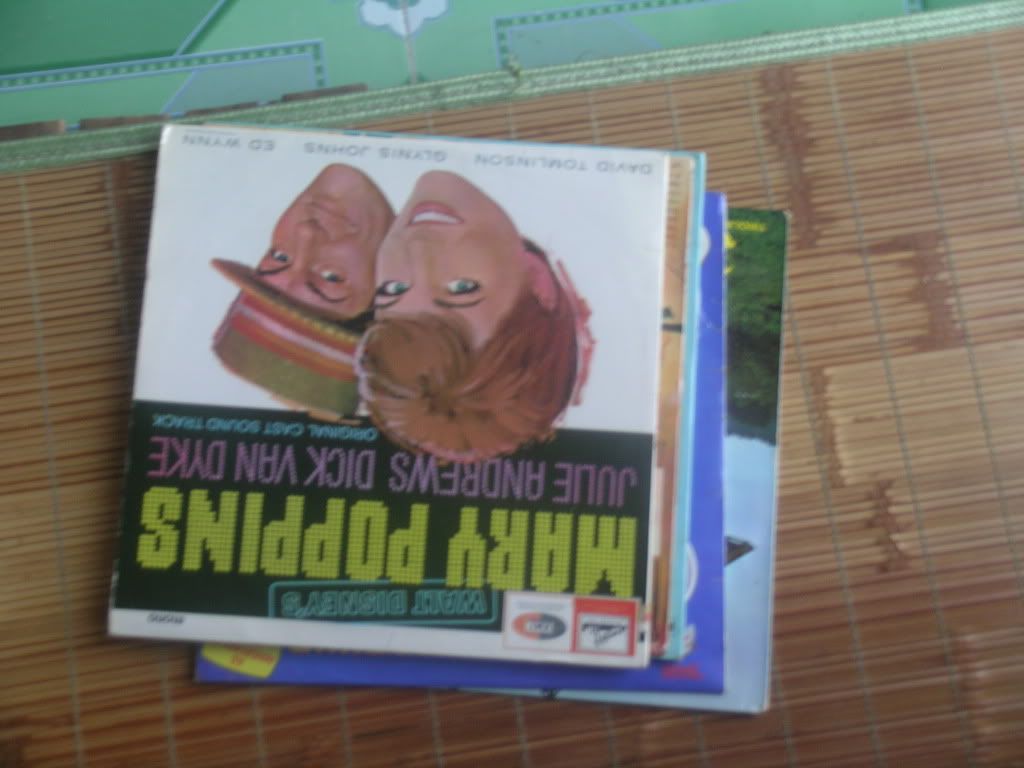 mono
WALT DISNEY'S
MARY POPPINS
JULIE ANDREWS DICK VAN DYKE
ORIGINAL CAST SOUND TRACK
DAVID TOMLINSON GLYNIS JOHNS ED WYNN